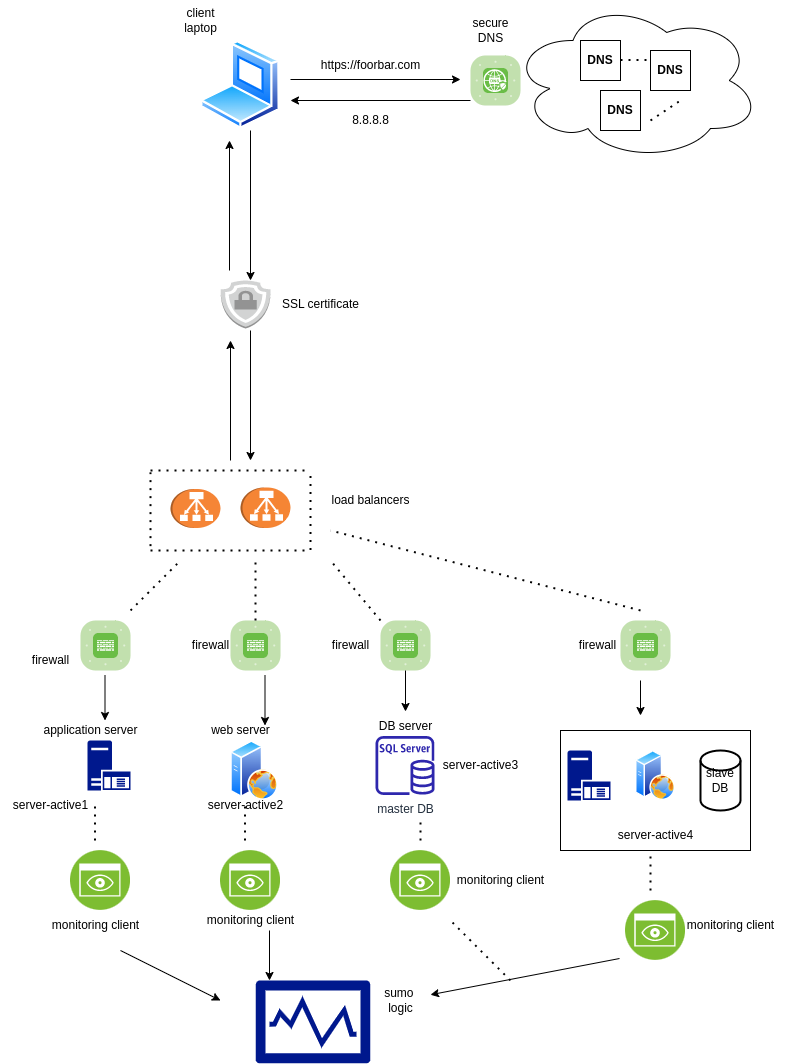 client
laptop
secure
DNS
https://foorbar.com
8.8.8.8
DNS
DNS
DNS
SSL certificate
load balancers
firewall
firewall
firewall
firewall
application server
web server
DB server
SQL Server
server-active3
server-active1
server-active2
master DB
slave
DB
server-active4
monitoring client
monitoring client
monitoring client
monitoring client
sumo
logic